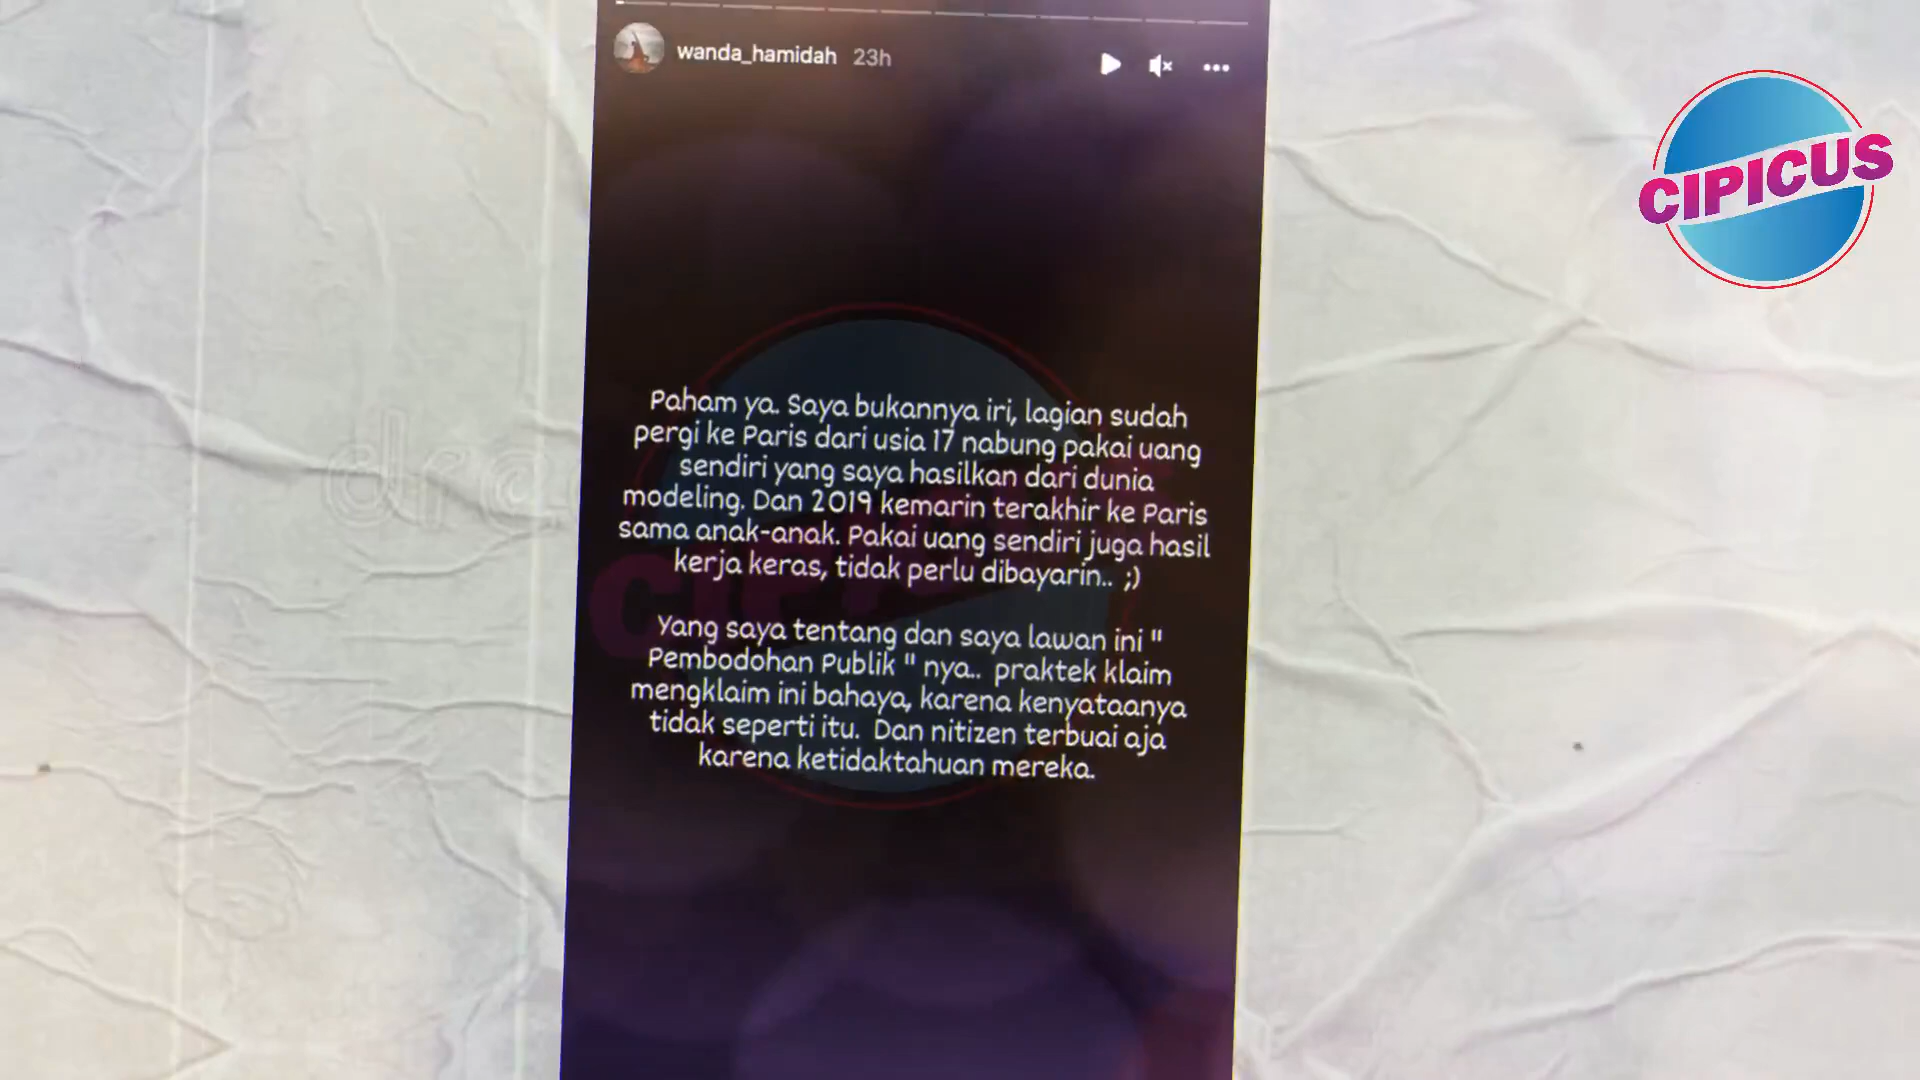 wanda_hamidah 23h
CIPICUS
Paham ya. Saya bukannya iri, lagian sudah
pergi ke Paris dari usia 17 nabung pakai uang
sendiri yang saya hasilkan dari dunia
modeling. Dan 2019 kemarin terakhir ke Paris
sama anak-anak. Pakai uang sendiri juga hasil
kerja keras, tidak perlu dibayarin.. ;)
Yang saya tentang dan saya lawan ini "
Pembodohan Publik " nya.. praktek klaim
mengklaim ini bahaya, karena kenyataanya
tidak seperti itu. Dan nitizen terbuai aja
karena ketidaktahuan mereka.